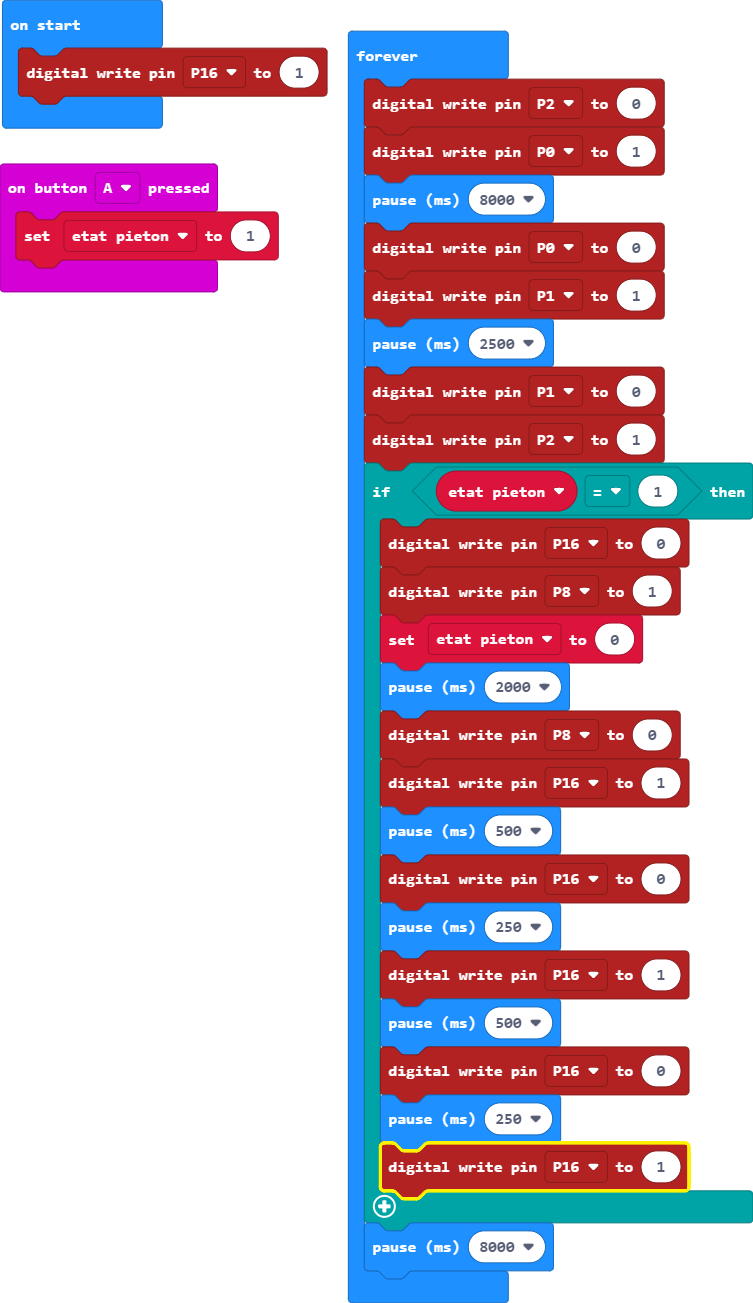 on start
digital write pin P16 to 1
on button A pressed
set etat pieton to 1
forever
digital write pin P2 to 0
digital write pin P0 to 1
pause (ms) 8000
digital write pin P0 to 0
digital write pin P1 to 1
pause (ms) 2500
digital write pin P1 to 0
digital write pin P2 to 1
if etat pieton = 1 then
digital write pin P16 to 0
digital write pin P8 to 1
set etat pieton to 0
pause (ms) 2000
digital write pin P8 to 0
digital write pin P16 to 1
pause (ms) 500
digital write pin P16 to 0
pause (ms) 250
digital write pin P16 to 1
pause (ms) 500
digital write pin P16 to 0
pause (ms) 250
digital write pin P16 to 1
pause (ms) 8000